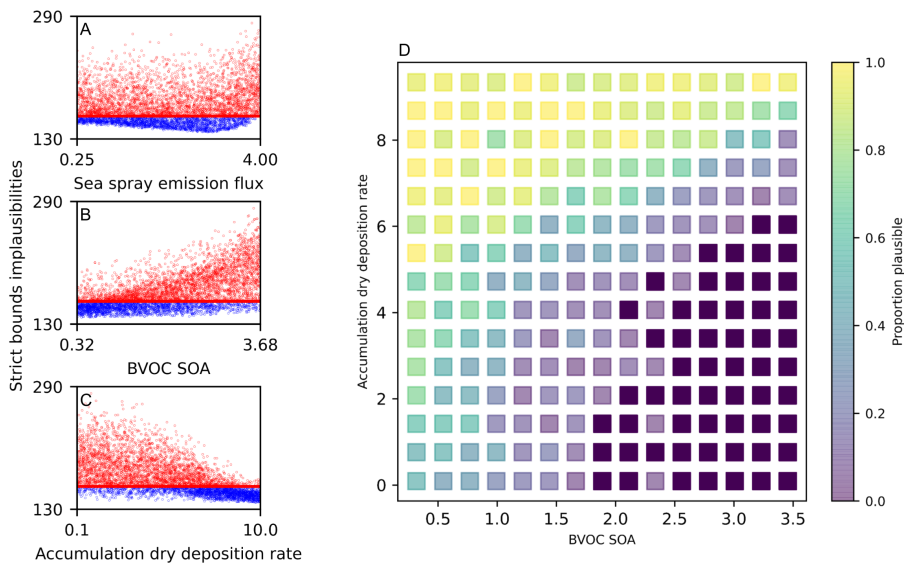 A
290
130
0.25
4.00
Sea spray emission flux
B
290
130
0.32
3.68
BVOC SOA
C
290
130
0.1
10.0
Accumulation dry deposition rate
Strict bounds implausibilities
D
8
6
4
2
0
Accumulation dry deposition rate
0.5
1.0
1.5
2.0
2.5
3.0
3.5
BVOC SOA
1.0
0.8
0.6
0.4
0.2
0.0
Proportion plausible